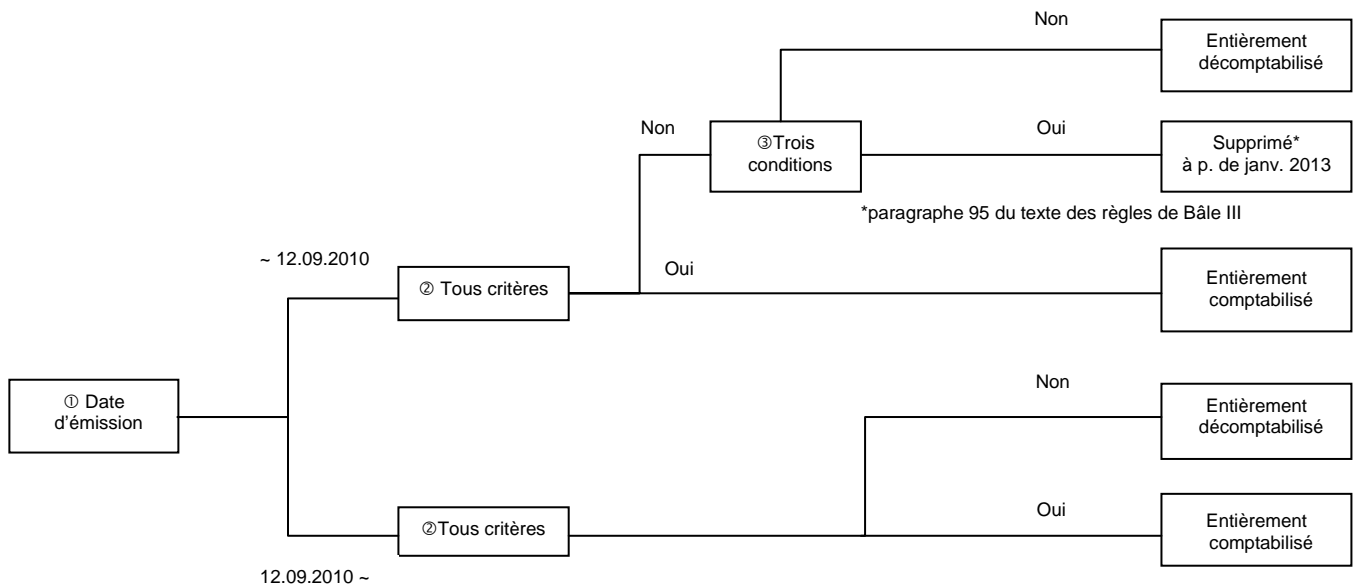 Non
Entièrement
décomptabilisé
Non
③Trois
conditions
Oui
Supprimé*
à p. de janv. 2013
*paragraphe 95 du texte des règles de Bâle III
~ 12.09.2010
② Tous critères
Oui
Entièrement
comptabilisé
① Date
d'émission
Non
Entièrement
décomptabilisé
②Tous critères
Oui
Entièrement
comptabilisé
12.09.2010 ~